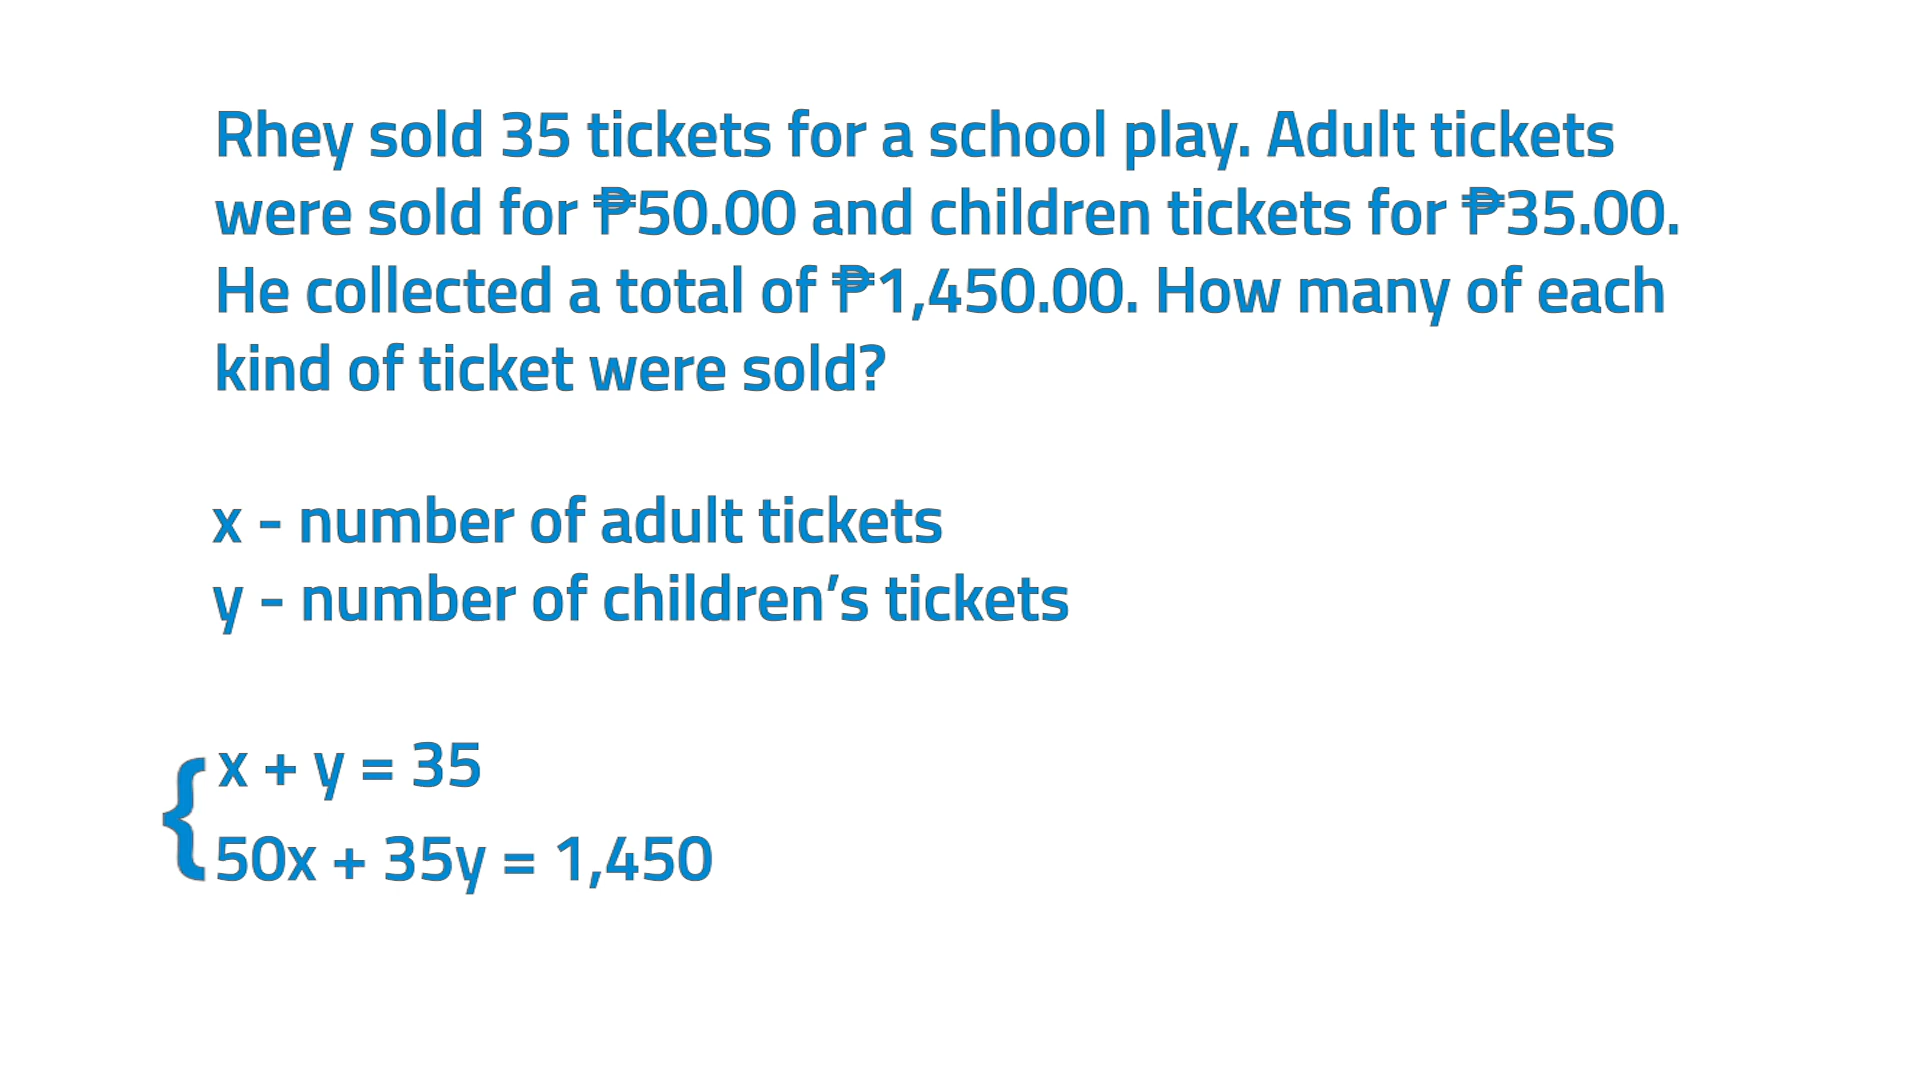 Rhey sold 35 tickets for a school play. Adult tickets
were sold for ₱50.00 and children tickets for ₱35.00.
He collected a total of ₱1,450.00. How many of each
kind of ticket were sold?
x - number of adult tickets
y - number of children’s tickets
{ x + y = 35
50x + 35y = 1,450